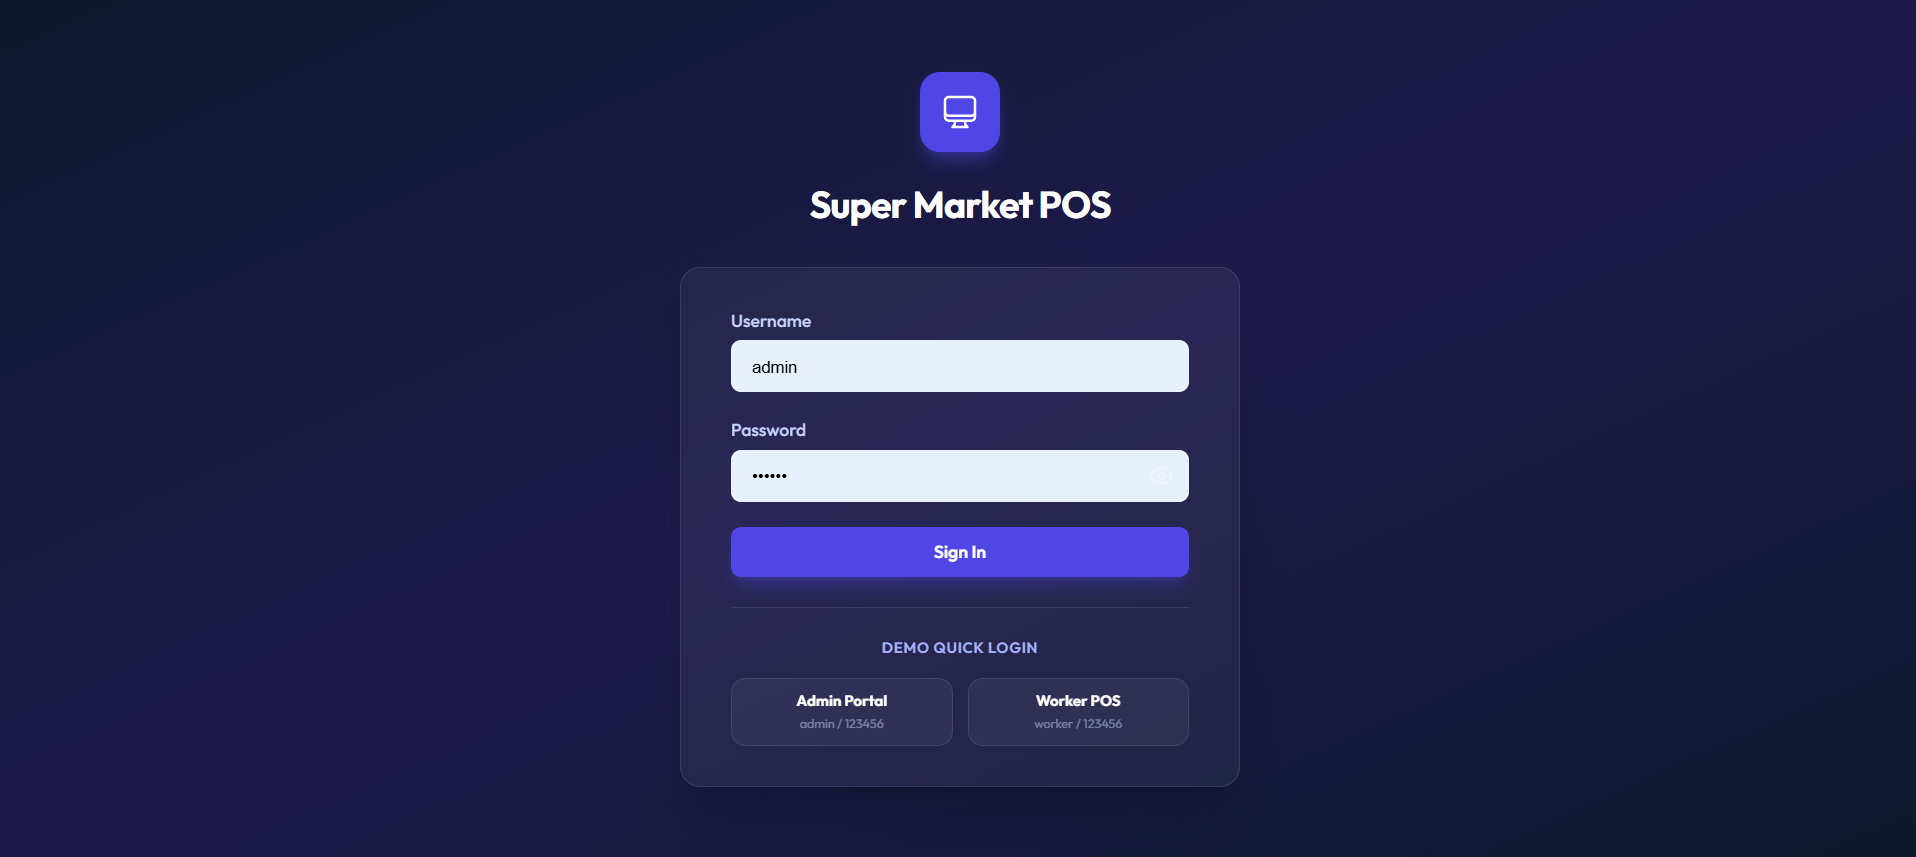 Super Market POS
Username
admin
Password
••••••
Sign In
DEMO QUICK LOGIN
Admin Portal
admin / 123456
Worker POS
worker / 123456